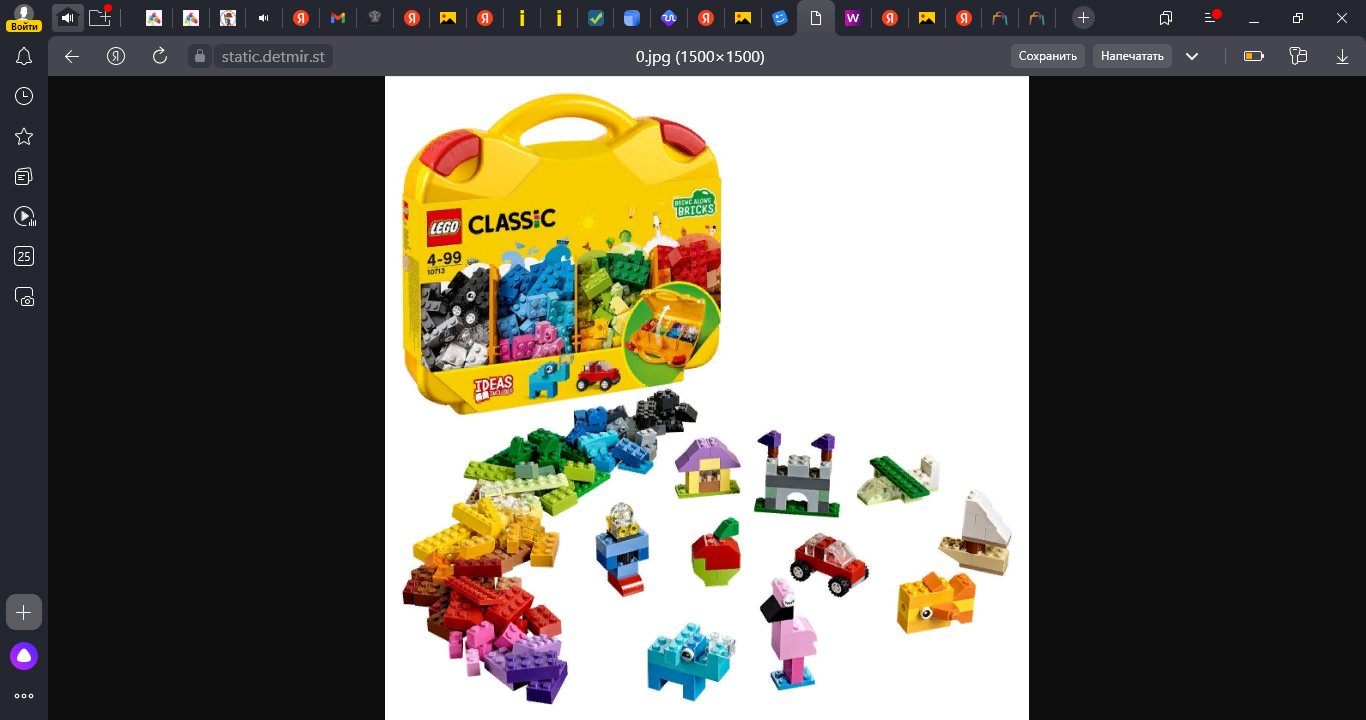 Войти
static.detmir.st
0.jpg (1500×1500)
Сохранить
Напечатать
25
LEGO
CLASSIC
BRING ALONG
BRICKS
4-99
10713
IDEAS
INCLUDED